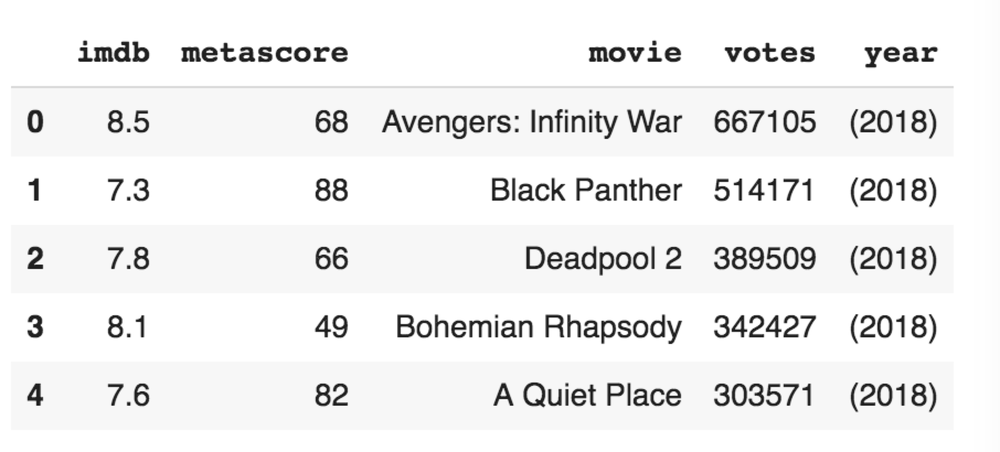 imdb metascore movie votes year
0 8.5 68 Avengers: Infinity War 667105 (2018)
1 7.3 88 Black Panther 514171 (2018)
2 7.8 66 Deadpool 2 389509 (2018)
3 8.1 49 Bohemian Rhapsody 342427 (2018)
4 7.6 82 A Quiet Place 303571 (2018)